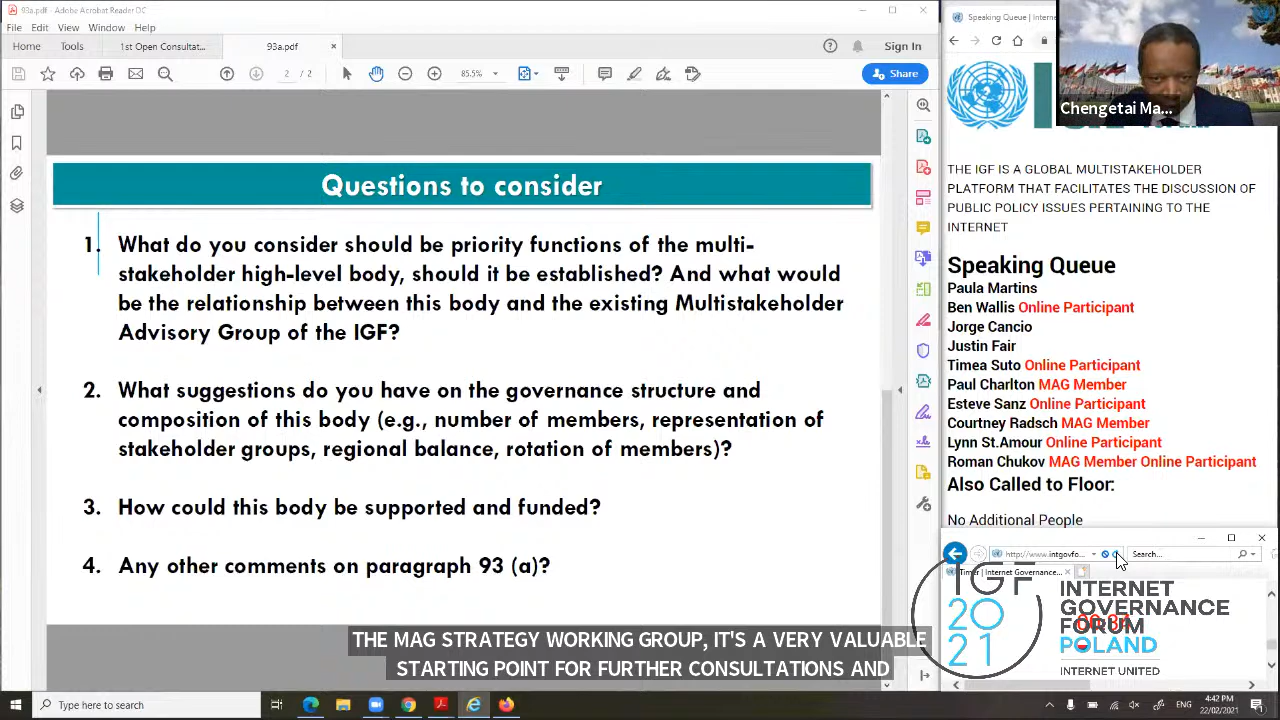 93a.pdf - Adobe Acrobat Reader DC
File Edit View Window Help
Home Tools 1st Open Consultat... 93a.pdf × Sign In
2 / 2 85.5% Share
Questions to consider
1. What do you consider should be priority functions of the multi-
stakeholder high-level body, should it be established? And what would
be the relationship between this body and the existing Multistakeholder
Advisory Group of the IGF?
2. What suggestions do you have on the governance structure and
composition of this body (e.g., number of members, representation of
stakeholder groups, regional balance, rotation of members)?
3. How could this body be supported and funded?
4. Any other comments on paragraph 93 (a)?
THE MAG STRATEGY WORKING GROUP, IT'S A VERY VALUABLE
STARTING POINT FOR FURTHER CONSULTATIONS AND
Speaking Queue | Interne
Chengetai Ma...
THE IGF IS A GLOBAL MULTISTAKEHOLDER
PLATFORM THAT FACILITATES THE DISCUSSION OF
PUBLIC POLICY ISSUES PERTAINING TO THE
INTERNET
Speaking Queue
Paula Martins
Ben Wallis Online Participant
Jorge Cancio
Justin Fair
Timea Suto Online Participant
Paul Charlton MAG Member
Esteve Sanz Online Participant
Courtney Radsch MAG Member
Lynn St.Amour Online Participant
Roman Chukov MAG Member Online Participant
Also Called to Floor:
No Additional People
http://www.intgovfo... Search...
Timer | Internet Governance...
IGF
2021
INTERNET
GOVERNANCE
FORUM
POLAND
INTERNET UNITED
Type here to search
ENG
4:42 PM
22/02/2021